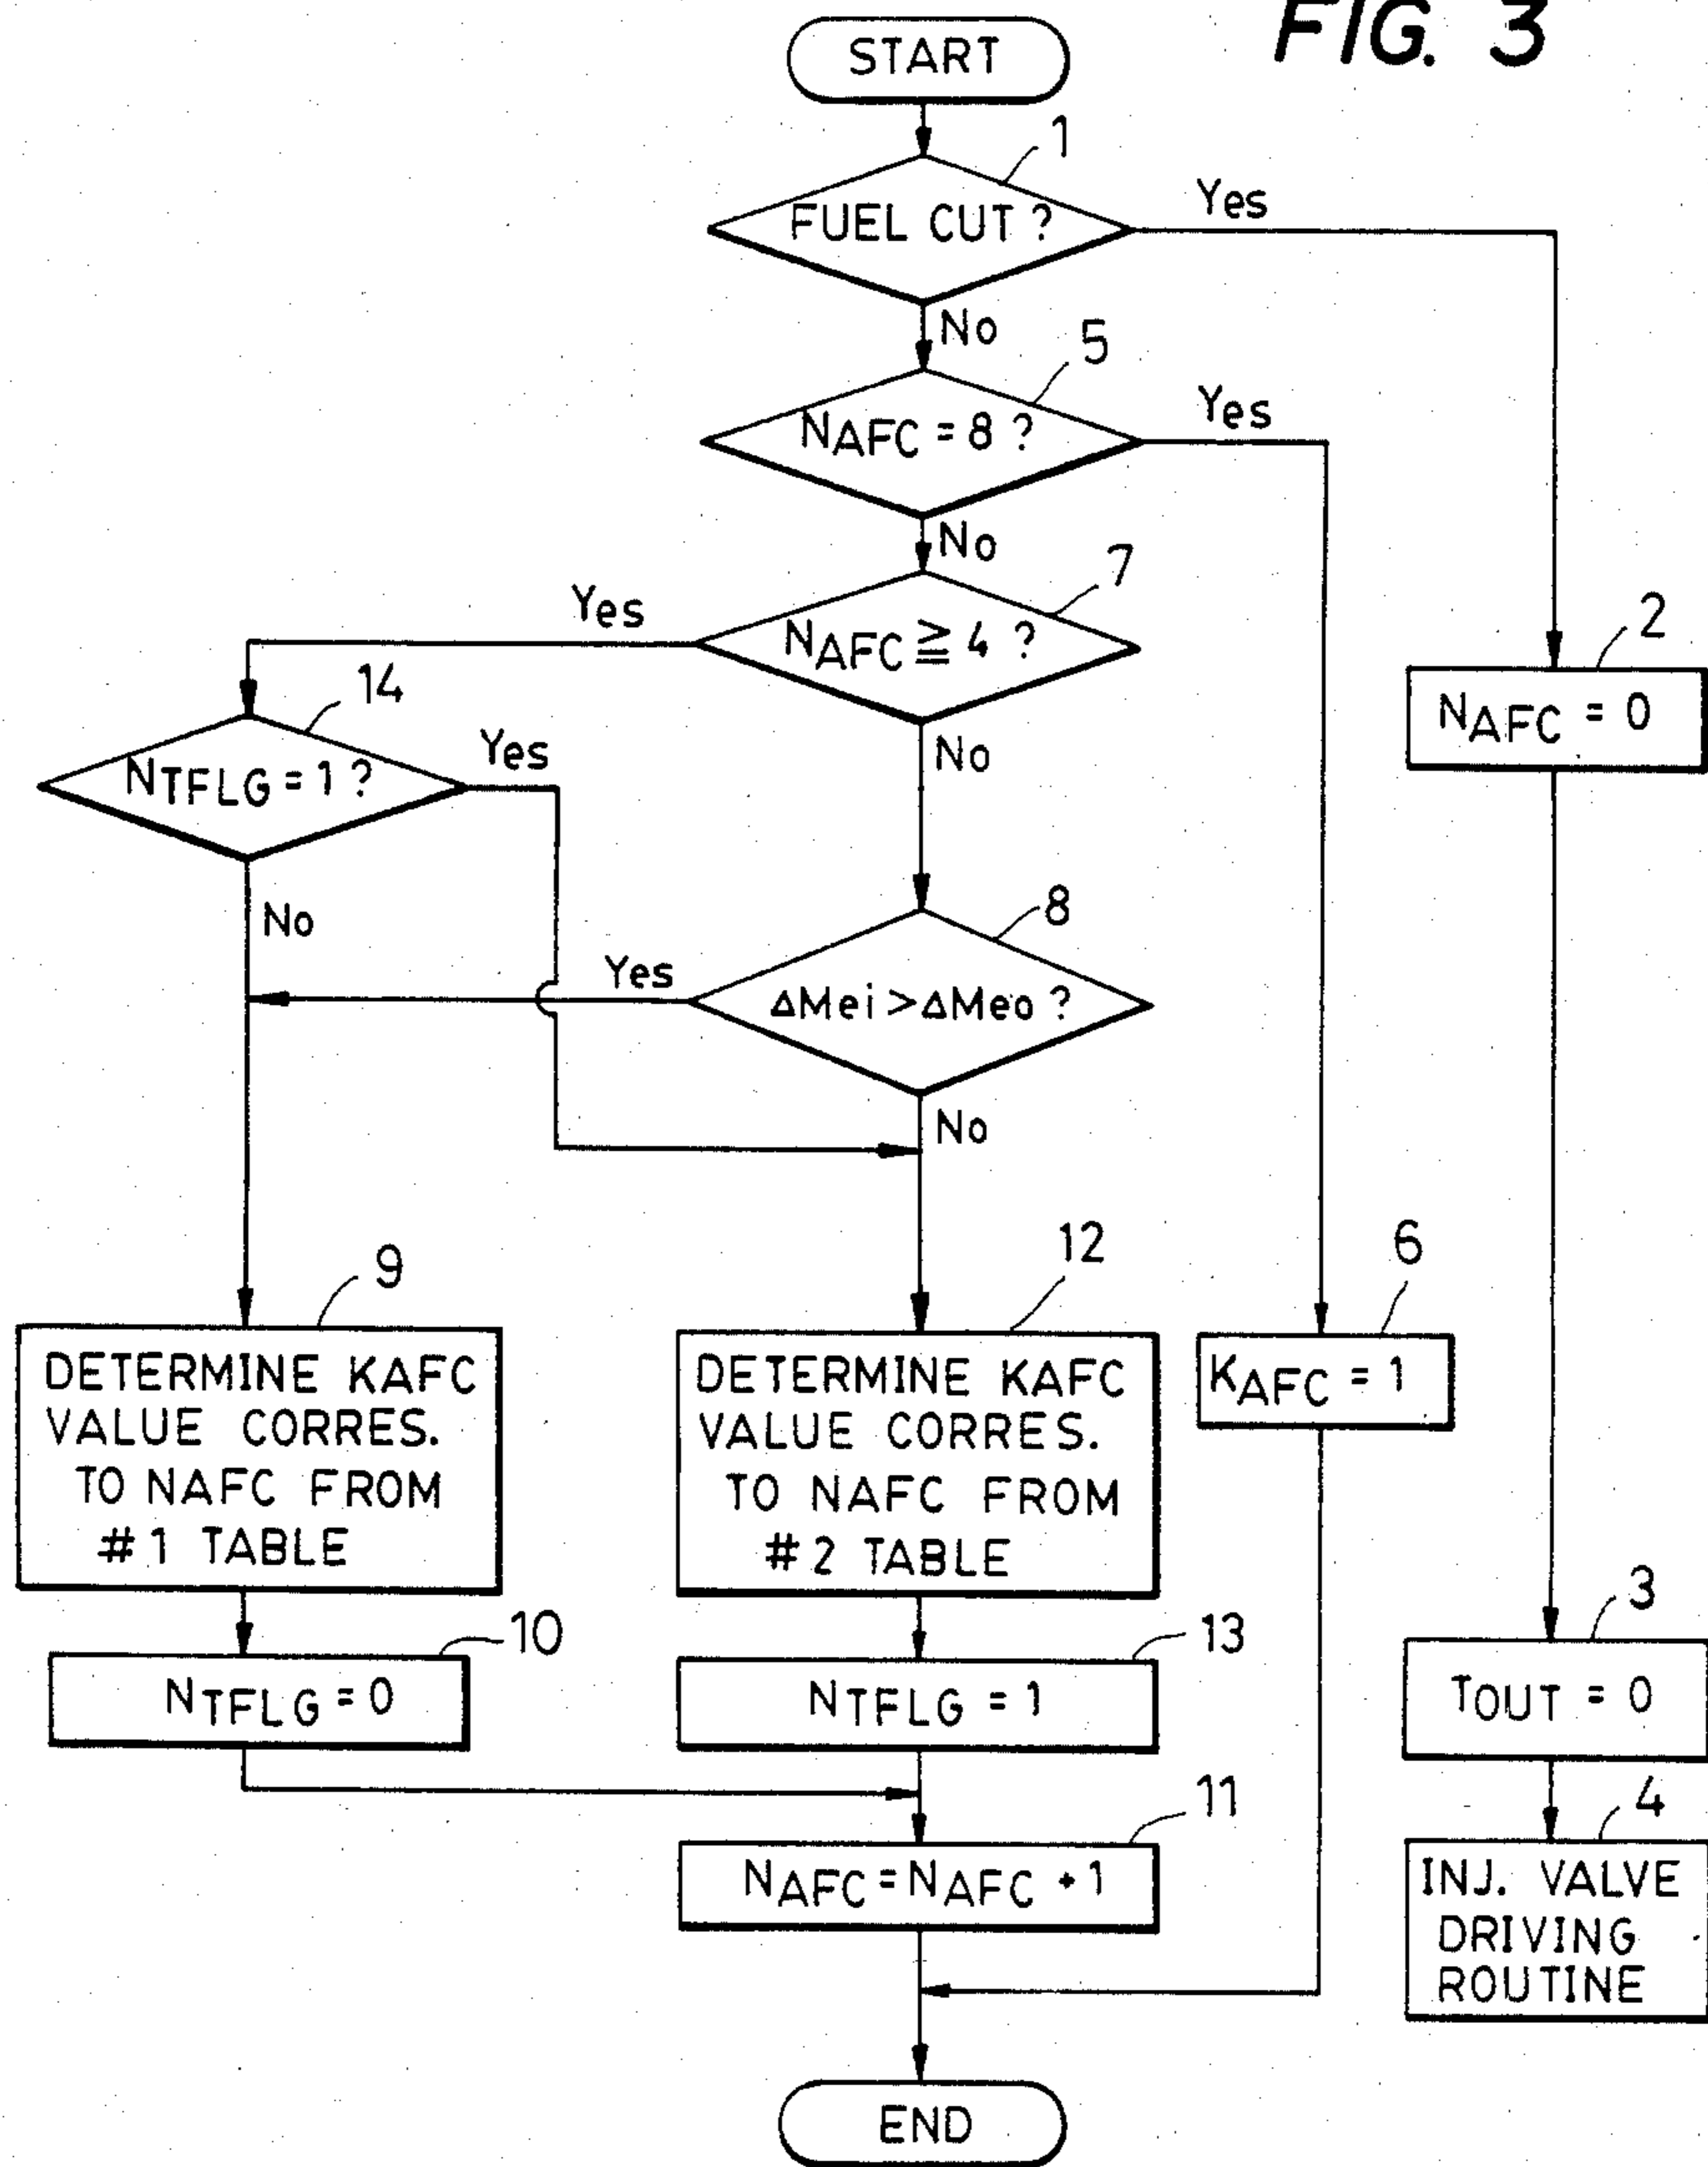 FIG. 3
START
1
FUEL CUT ?
Yes
No
5
NAFC = 8 ?
Yes
No
7
NAFC ≧ 4 ?
Yes
No
2
NAFC = 0
14
NTFLG = 1 ?
Yes
No
8
ΔMei > ΔMeo ?
Yes
No
9
DETERMINE KAFC
VALUE CORRES.
TO NAFC FROM
#1 TABLE
12
DETERMINE KAFC
VALUE CORRES.
TO NAFC FROM
#2 TABLE
6
KAFC = 1
10
NTFLG = 0
13
NTFLG = 1
3
TOUT = 0
11
NAFC = NAFC + 1
4
INJ. VALVE
DRIVING
ROUTINE
END